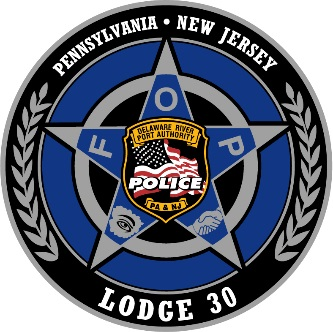 PENNSYLVANIA • NEW JERSEY
F O P
DELAWARE RIVER
PORT AUTHORITY
POLICE
PA & NJ
LODGE 30